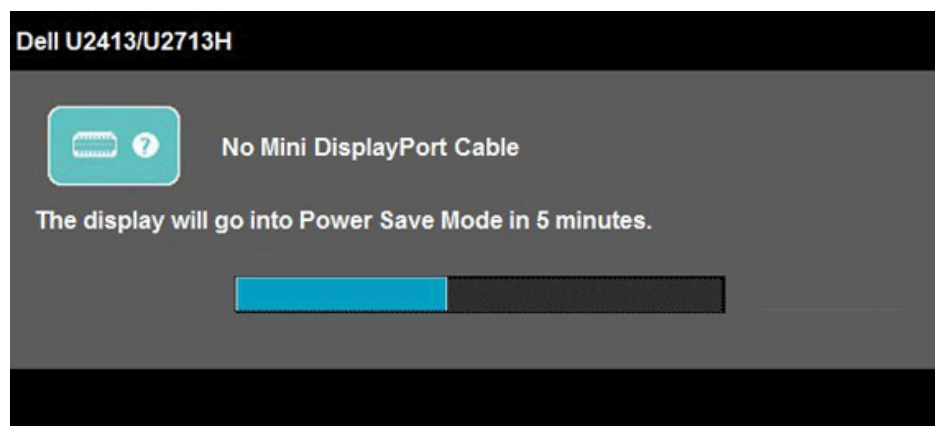 Dell U2413/U2713H
?
No Mini DisplayPort Cable
The display will go into Power Save Mode in 5 minutes.